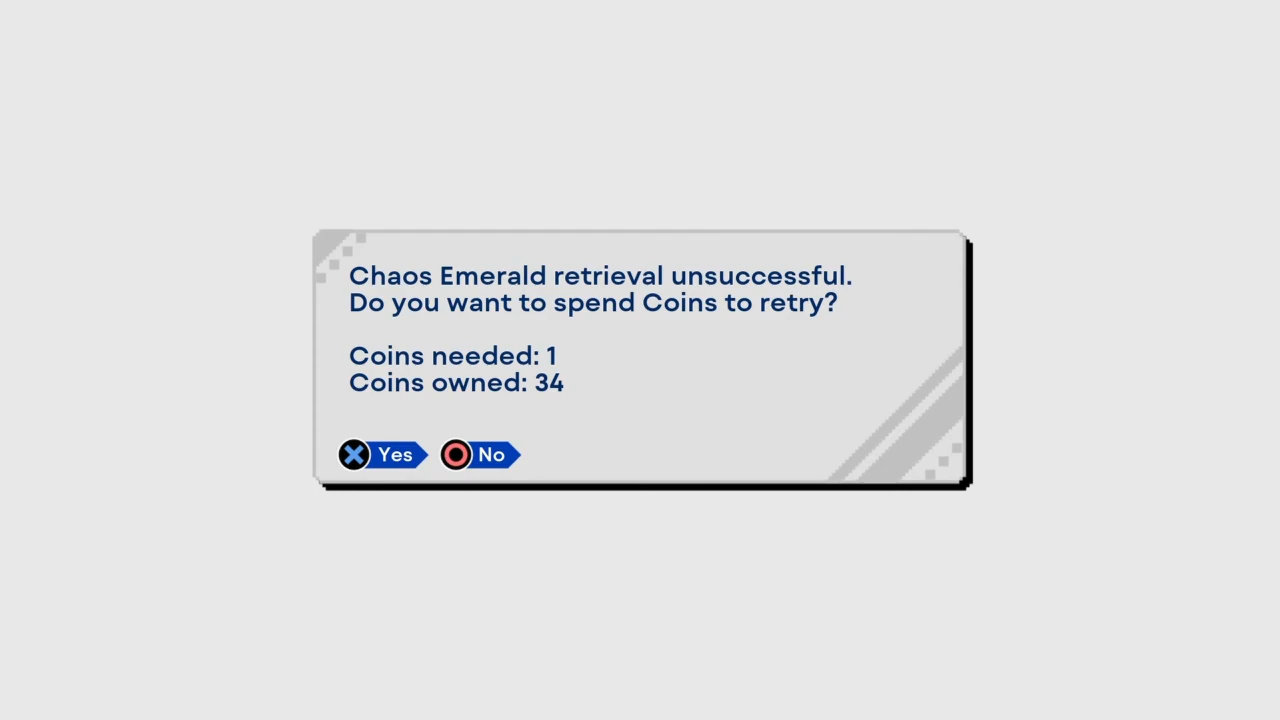 Chaos Emerald retrieval unsuccessful.
Do you want to spend Coins to retry?
Coins needed: 1
Coins owned: 34
Yes No